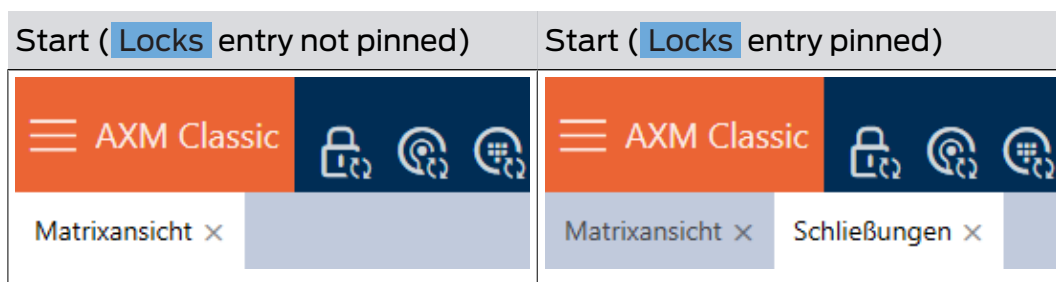 Start ( Locks entry not pinned)
Start ( Locks entry pinned)
AXM Classic
AXM Classic
Matrixansicht ×
Matrixansicht ×
Schließungen ×